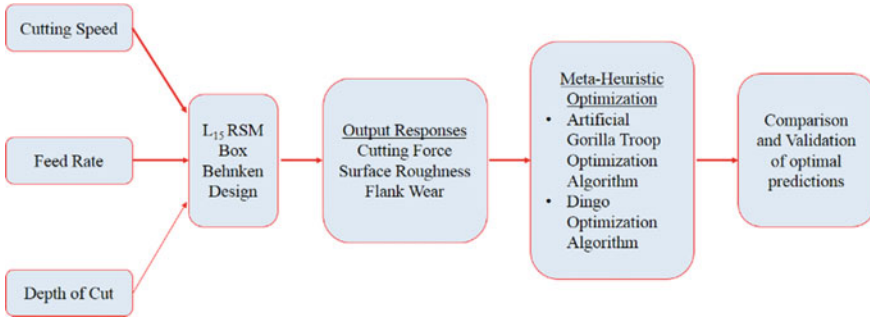 Cutting Speed
Feed Rate
Depth of Cut
L15 RSM
Box
Behnken
Design
Output Responses
Cutting Force
Surface Roughness
Flank Wear
Meta-Heuristic
Optimization
• Artificial
Gorilla Troop
Optimization
Algorithm
• Dingo
Optimization
Algorithm
Comparison
and Validation
of optimal
predictions